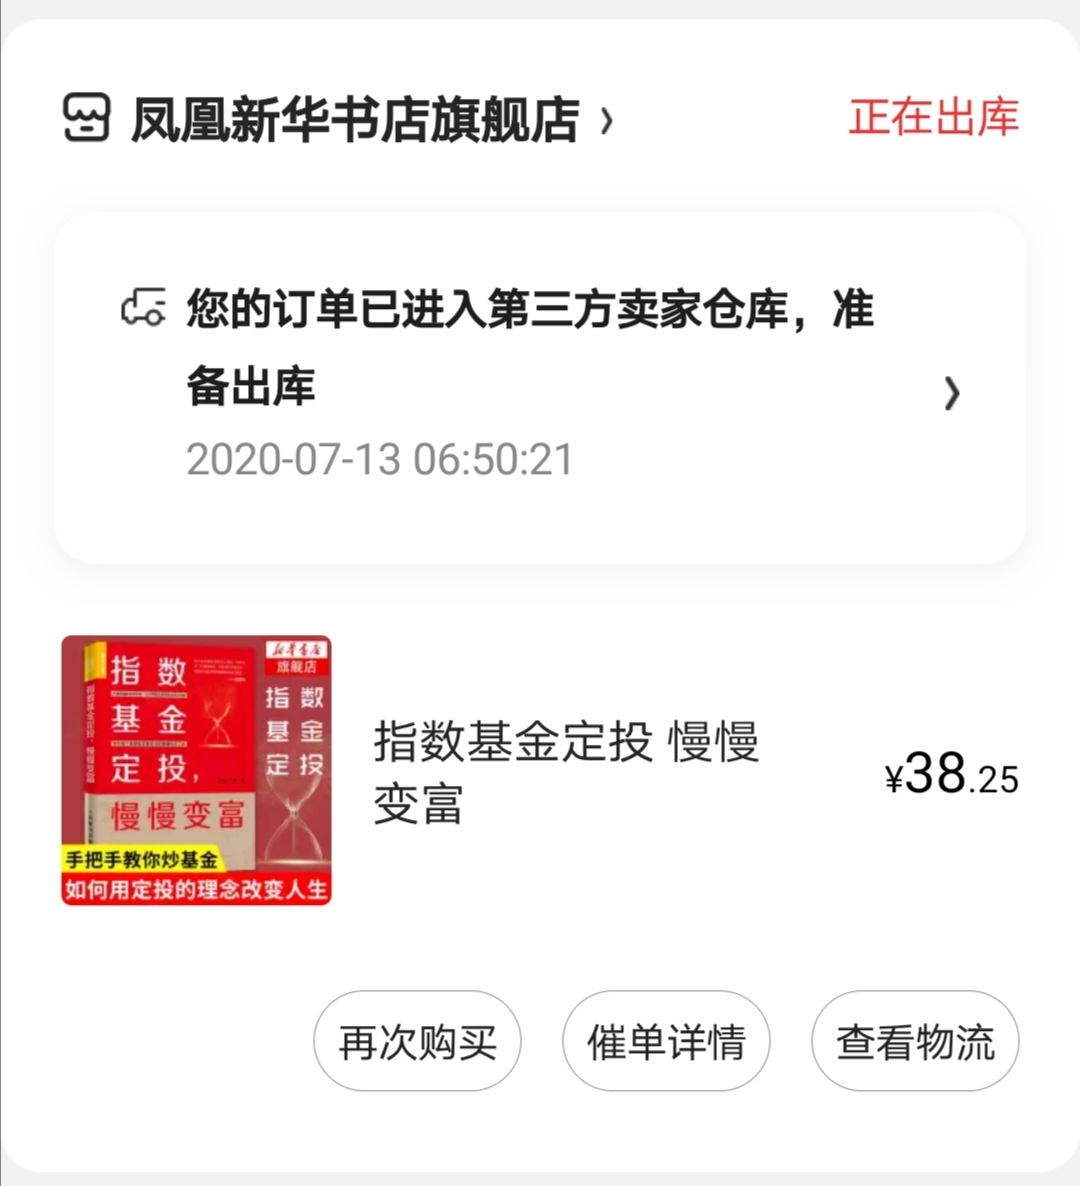 凤凰新华书店旗舰店 ›
正在出库
您的订单已进入第三方卖家仓库，准
备出库
2020-07-13 06:50:21
指数
基金
定投，
慢慢变富
新华书店
旗舰店
指数
基金
定投
手把手教你炒基金
如何用定投的理念改变人生
指数基金定投 慢慢
变富
¥38.25
再次购买
催单详情
查看物流